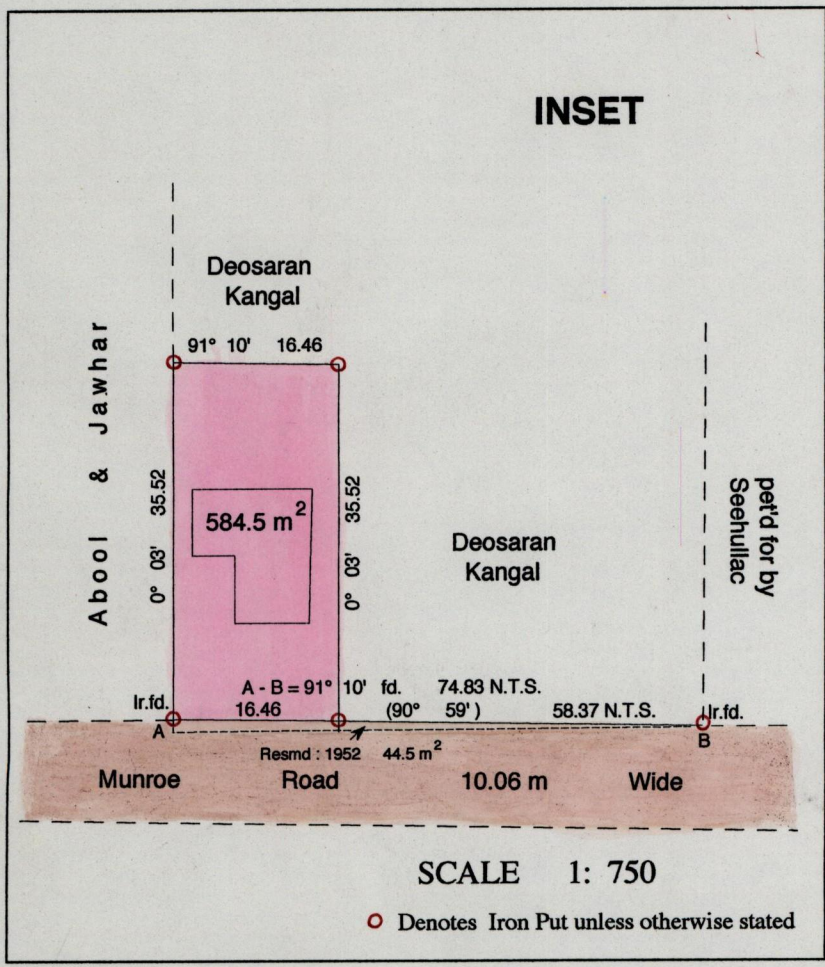 INSET
Deosaran
Kangal
91° 10' 16.46
Abool & Jawhar
0° 03' 35.52
584.5 m²
0° 03' 35.52
Deosaran
Kangal
pet'd for by
Seehullac
A - B = 91° 10' fd. 74.83 N.T.S.
Ir.fd.
16.46
(90° 59' )
58.37 N.T.S.
Ir.fd.
A
B
Resmd : 1952 44.5 m²
Munroe Road 10.06 m Wide
SCALE 1: 750
Denotes Iron Put unless otherwise stated